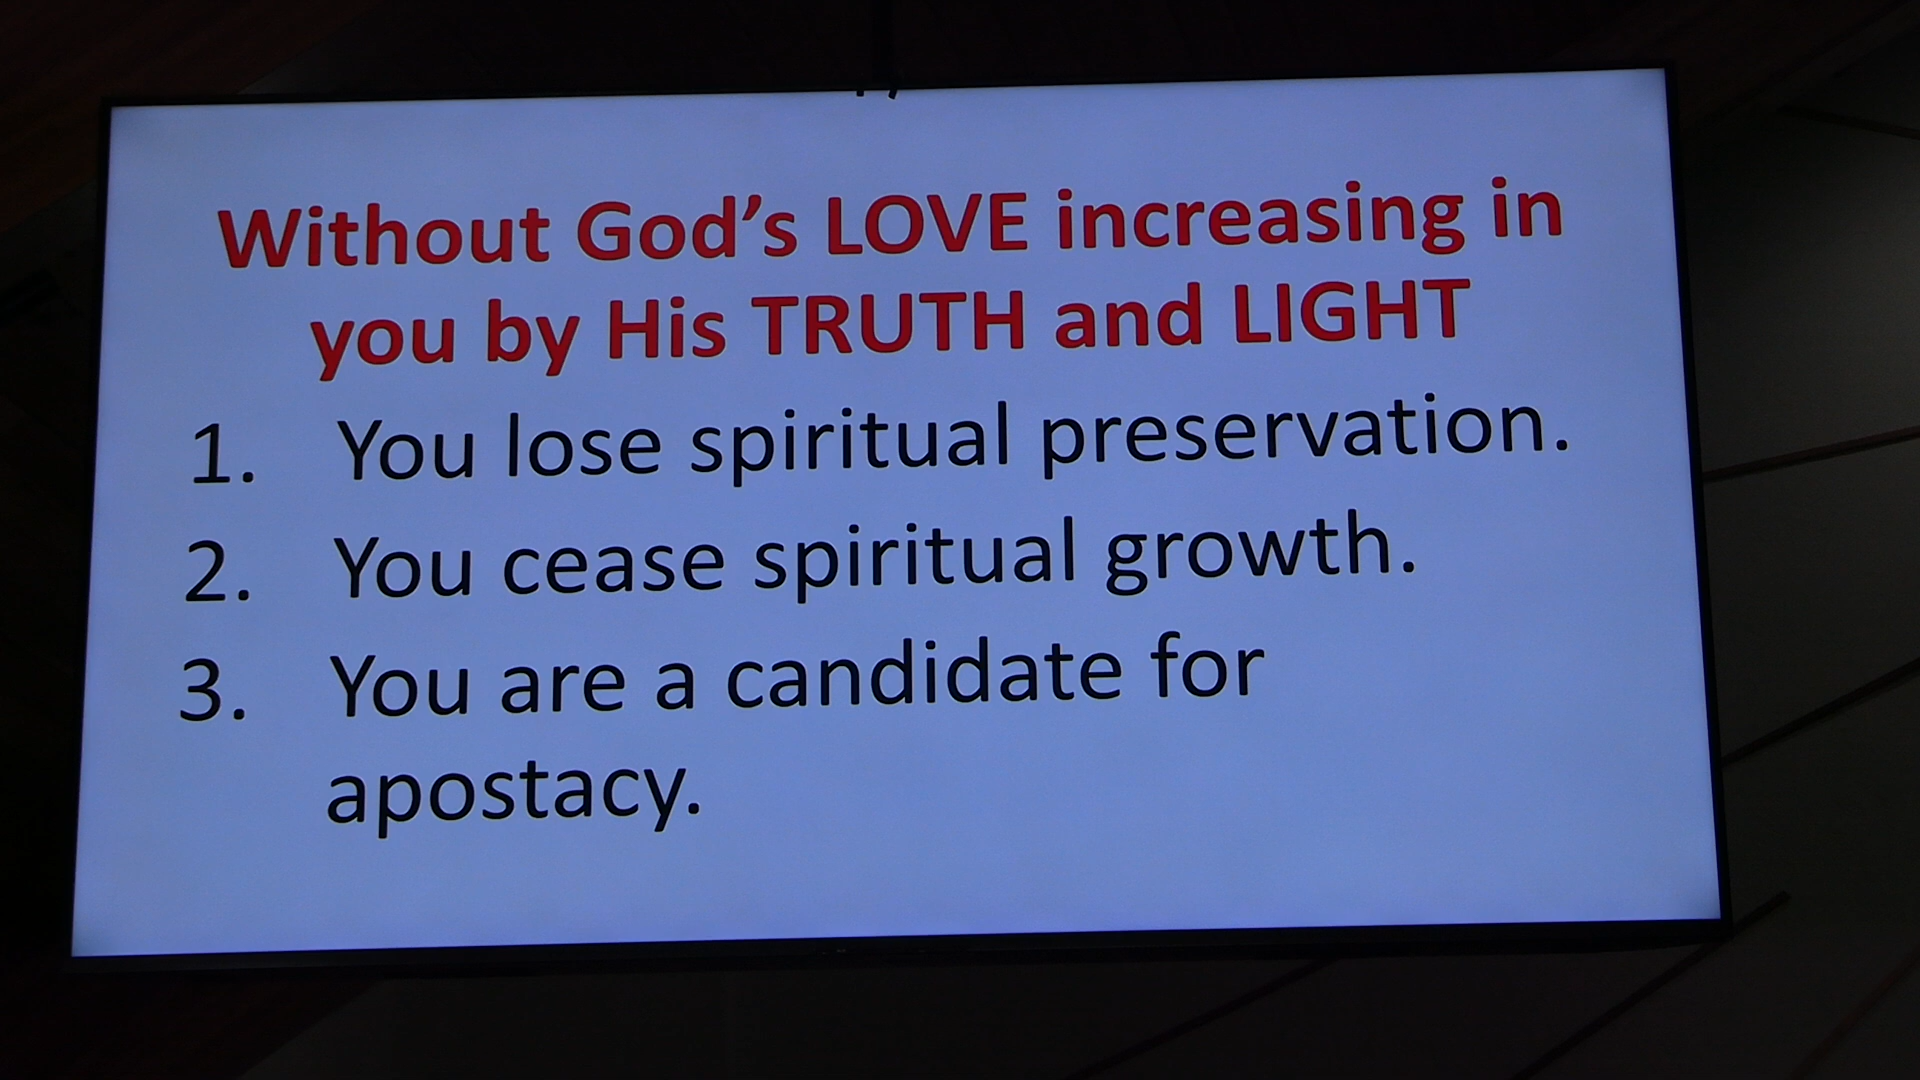 Without God’s LOVE increasing in
you by His TRUTH and LIGHT
1. You lose spiritual preservation.
2. You cease spiritual growth.
3. You are a candidate for
apostacy.